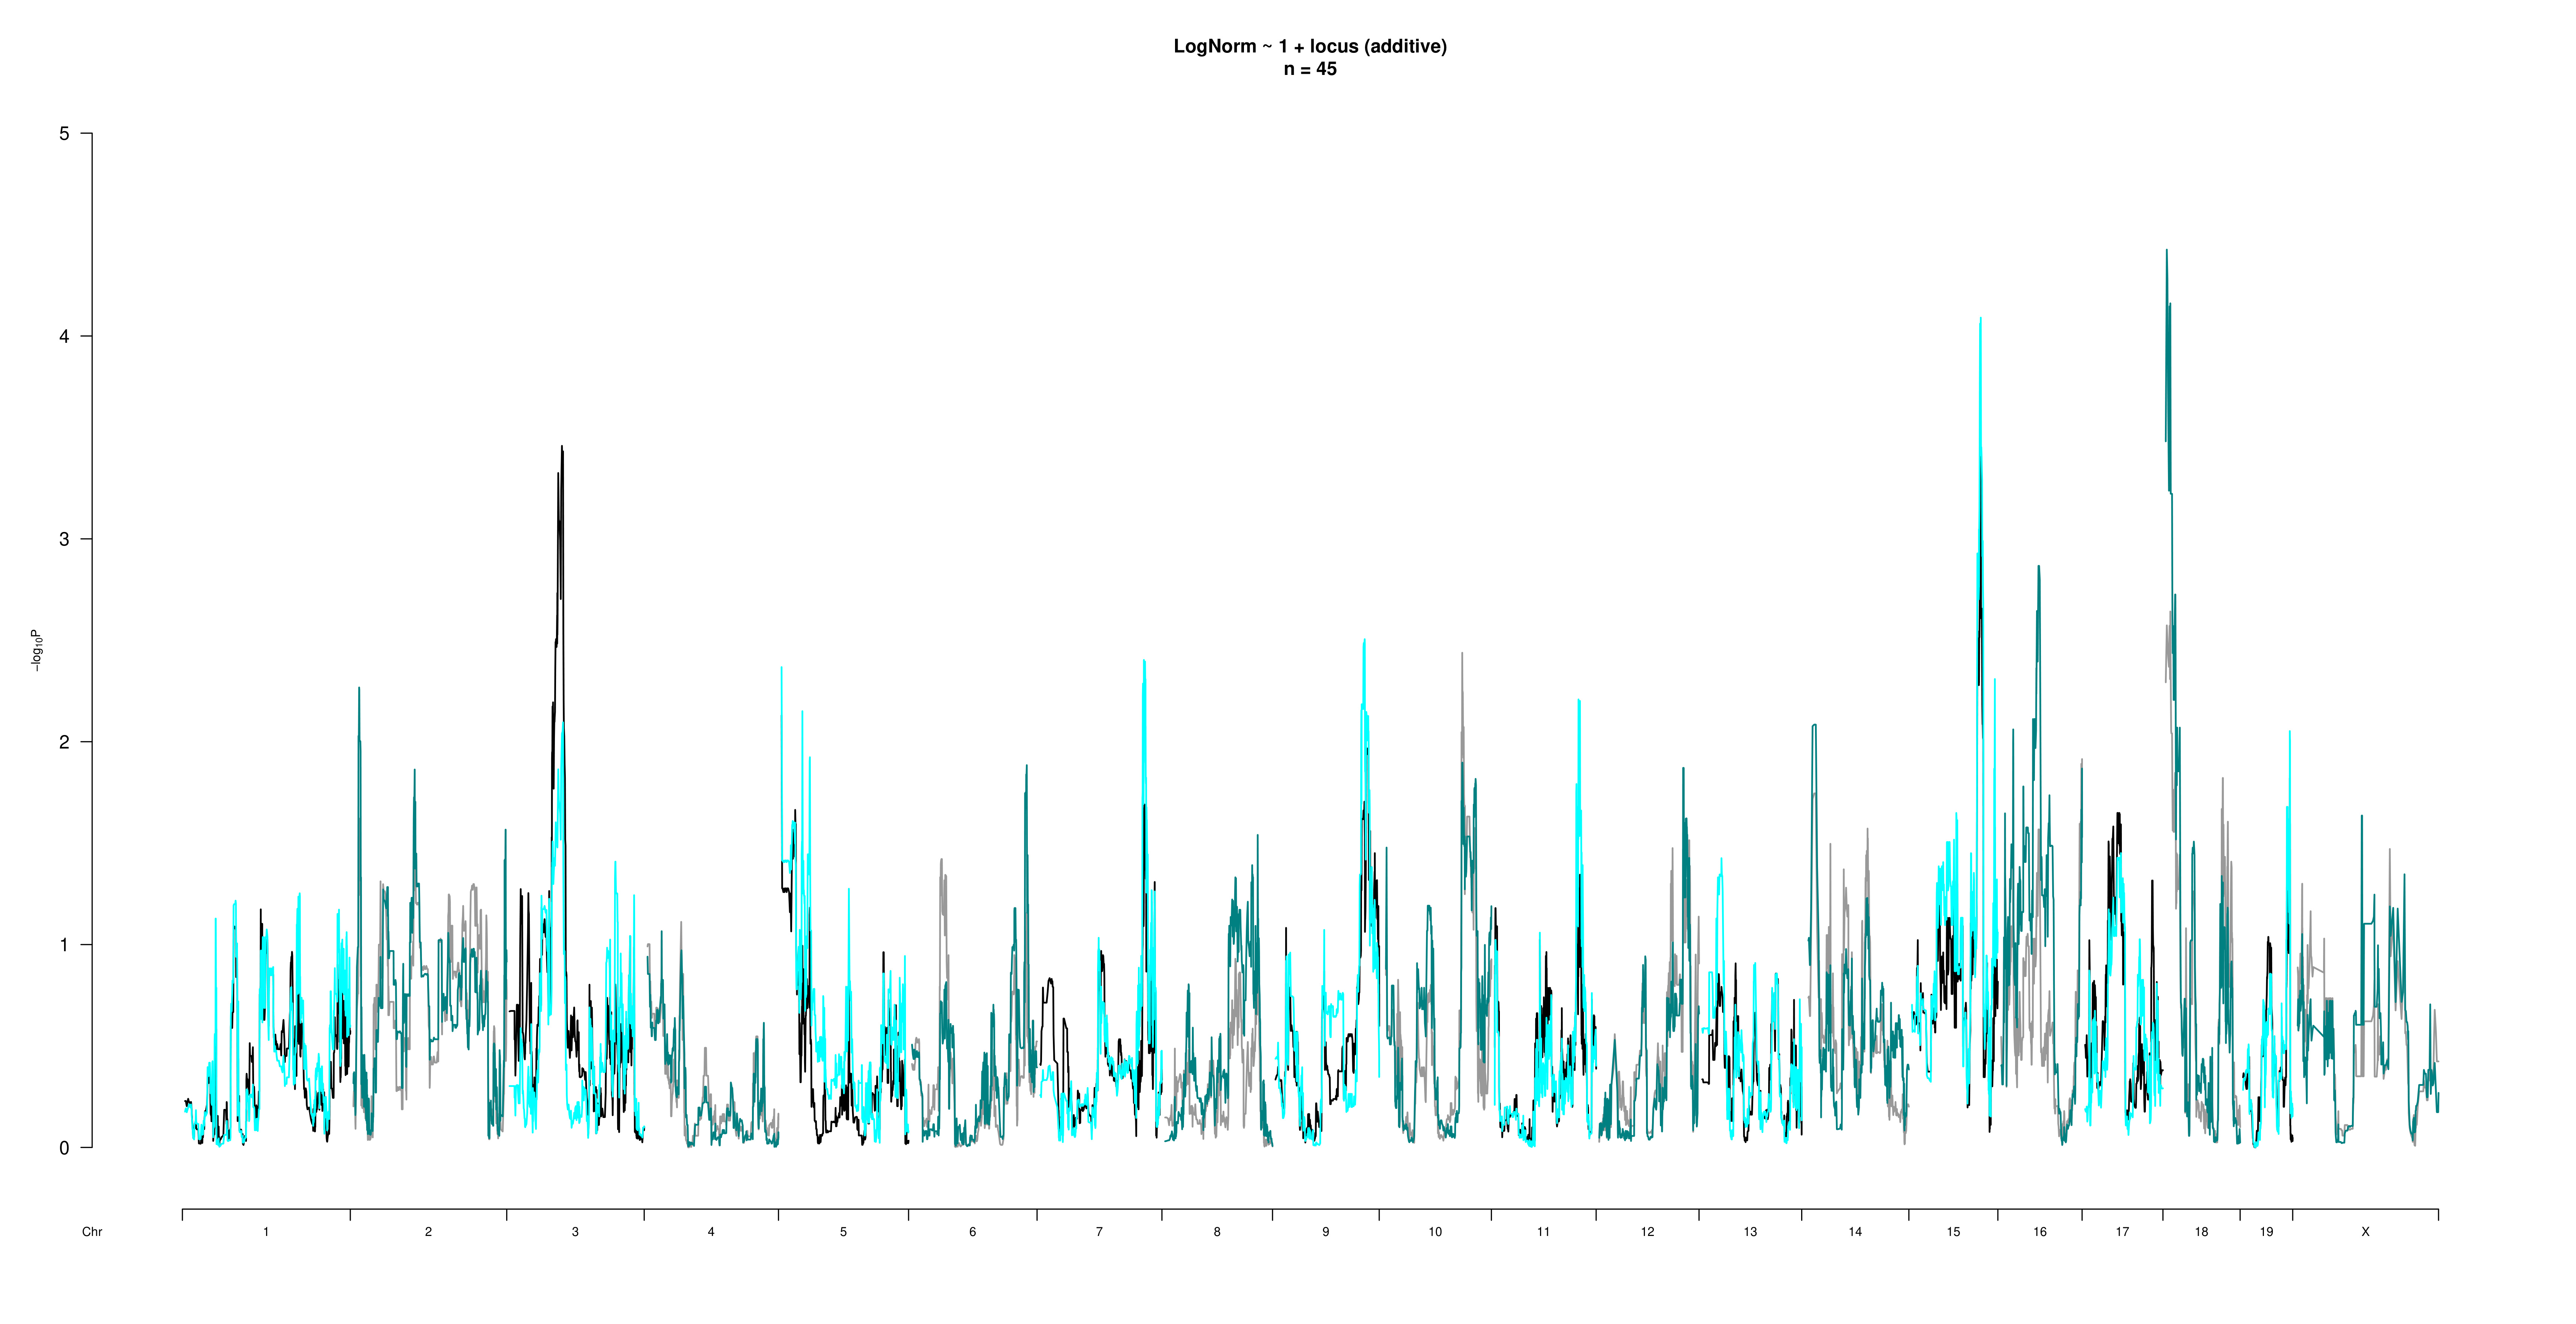 LogNorm ~ 1 + locus (additive)
n = 45
5
4
3
2
1
0
−log10P
Chr 1 2 3 4 5 6 7 8 9 10 11 12 13 14 15 16 17 18 19 X